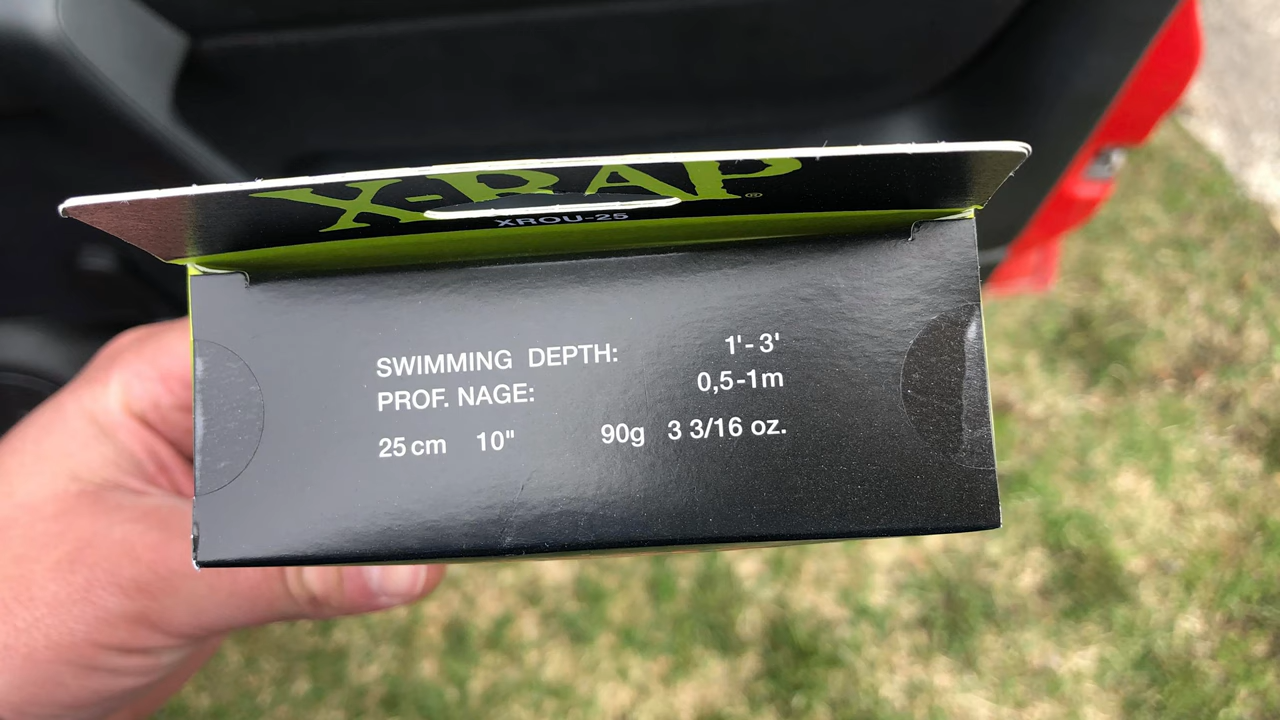 X-RAP®
XROU-25
SWIMMING DEPTH: 1'-3'
PROF. NAGE: 0,5-1m
25 cm 10" 90g 3 3/16 oz.